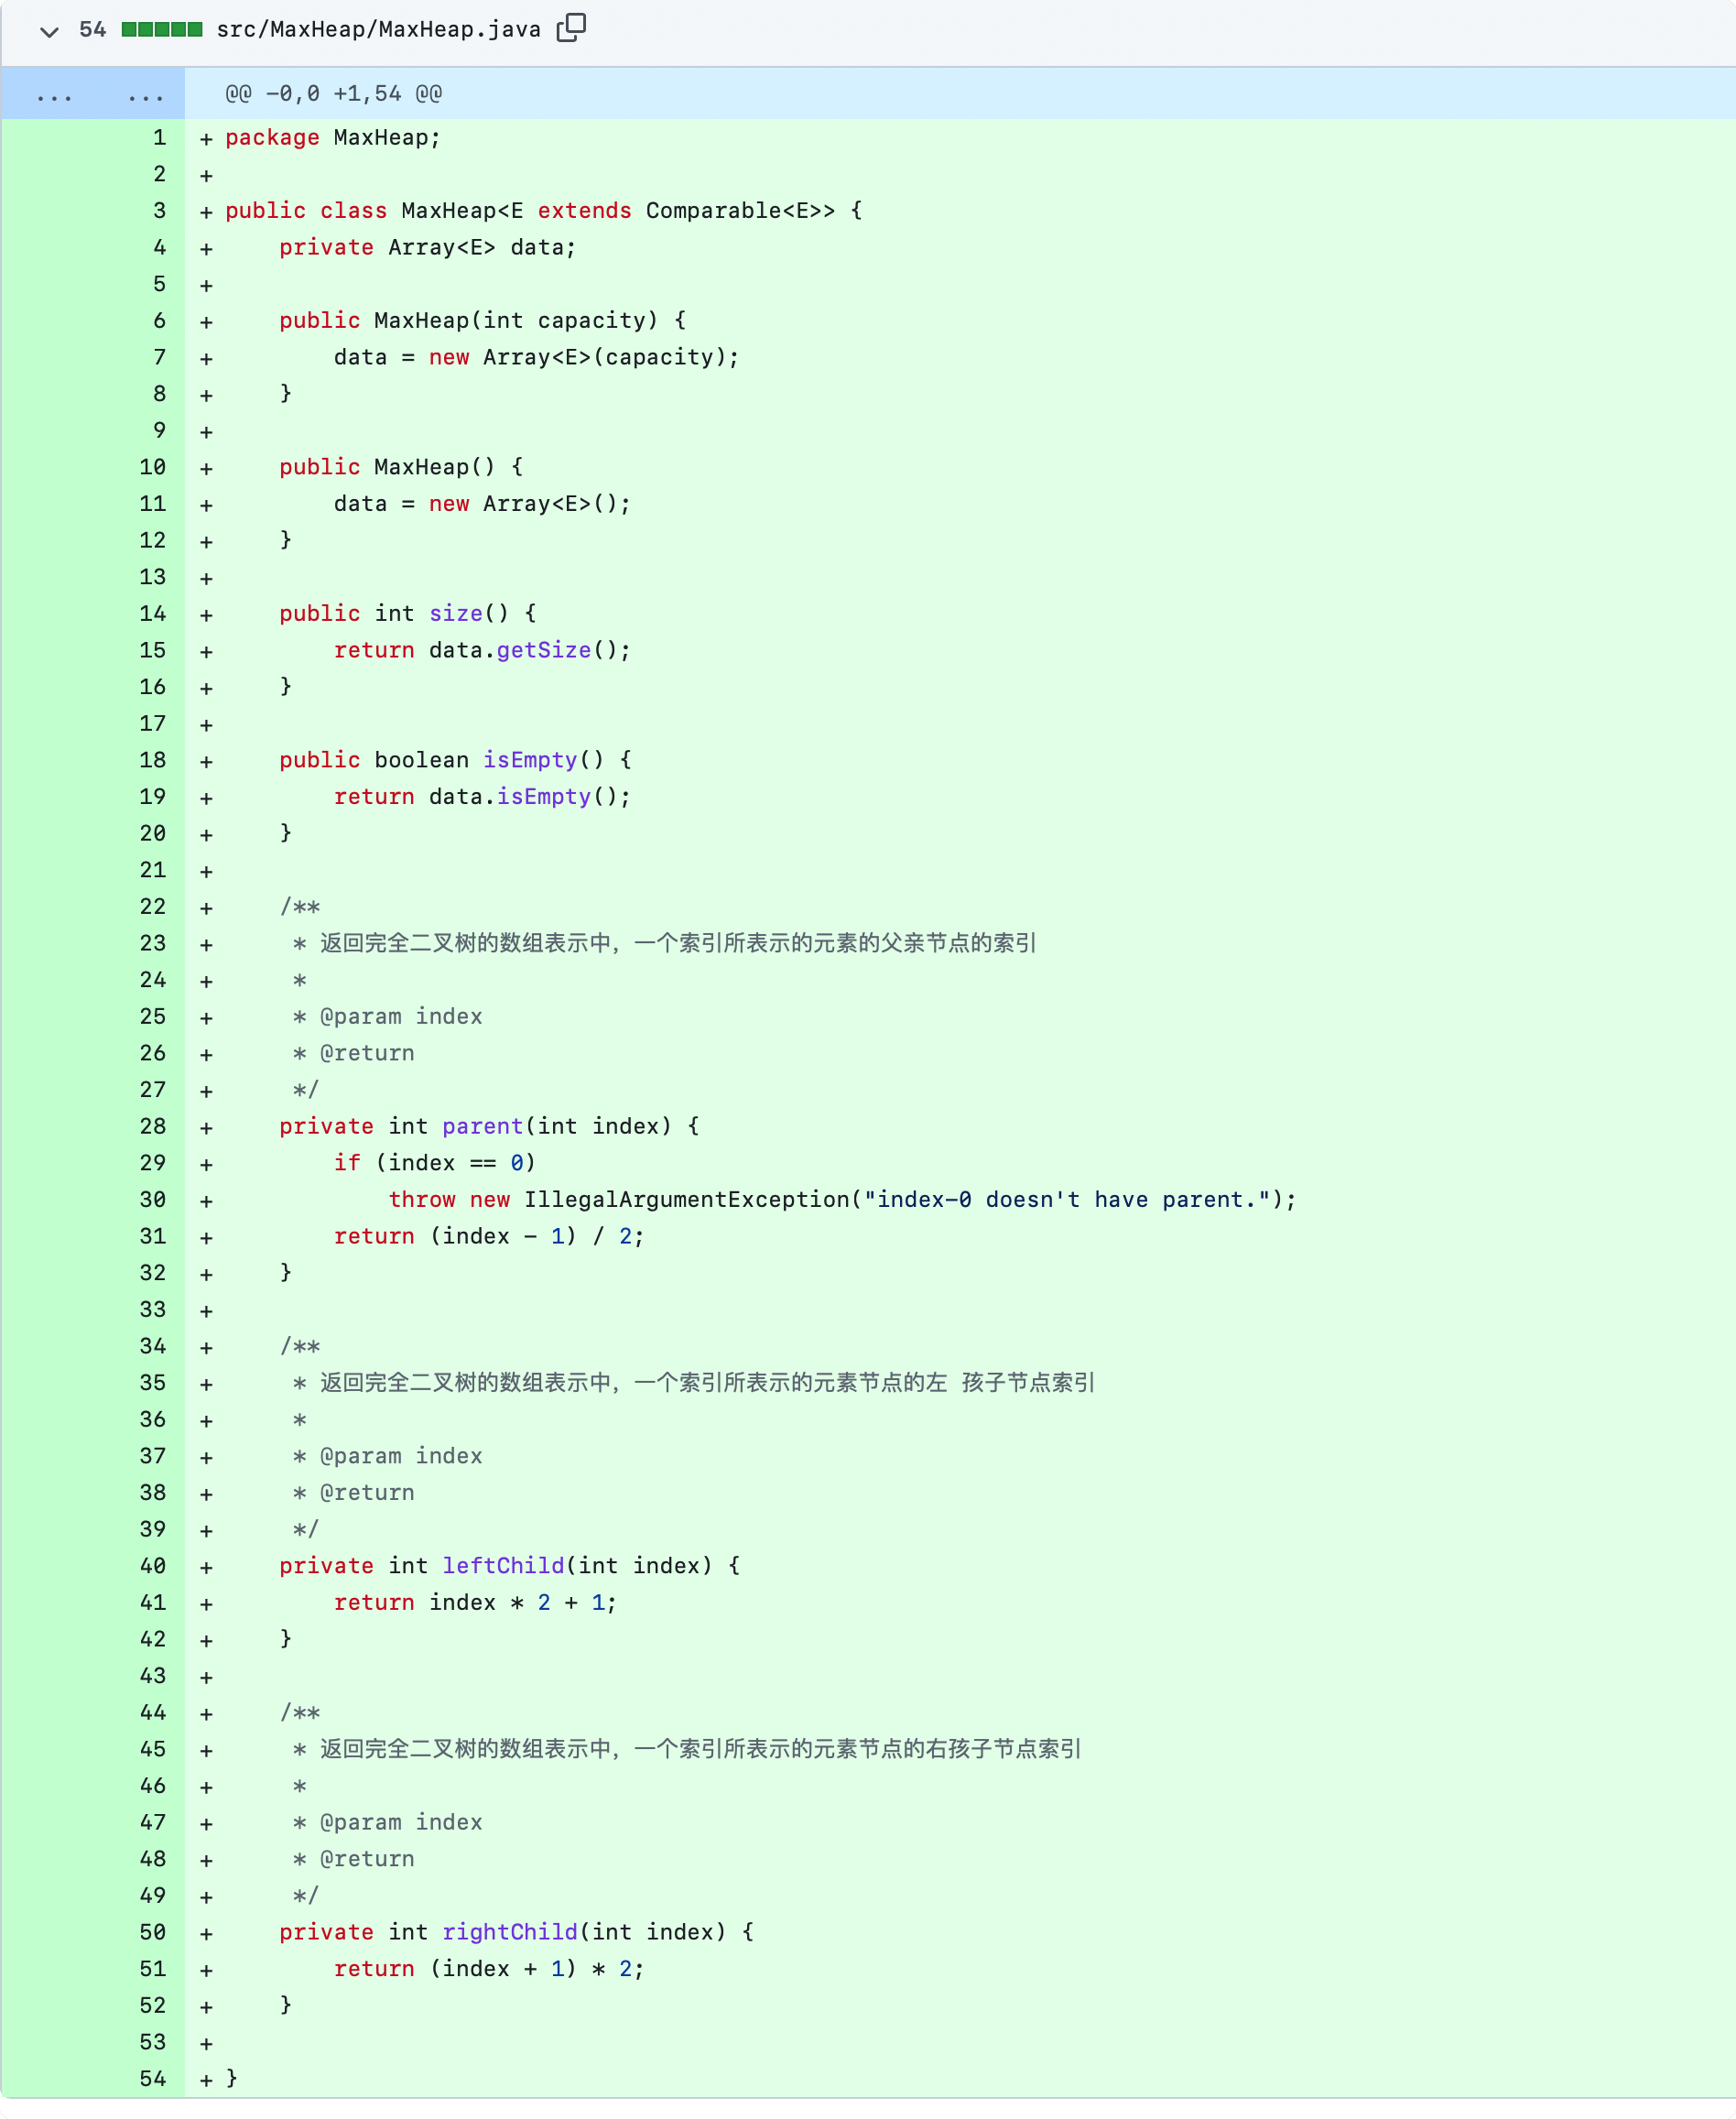 54 src/MaxHeap/MaxHeap.java
... ... @@ -0,0 +1,54 @@
1 + package MaxHeap;
2 +
3 + public class MaxHeap<E extends Comparable<E>> {
4 +     private Array<E> data;
5 +
6 +     public MaxHeap(int capacity) {
7 +         data = new Array<E>(capacity);
8 +     }
9 +
10 +     public MaxHeap() {
11 +         data = new Array<E>();
12 +     }
13 +
14 +     public int size() {
15 +         return data.getSize();
16 +     }
17 +
18 +     public boolean isEmpty() {
19 +         return data.isEmpty();
20 +     }
21 +
22 +     /**
23 +      * 返回完全二叉树的数组表示中，一个索引所表示的元素的父亲节点的索引
24 +      *
25 +      * @param index
26 +      * @return
27 +      */
28 +     private int parent(int index) {
29 +         if (index == 0)
30 +             throw new IllegalArgumentException("index-0 doesn't have parent.");
31 +         return (index - 1) / 2;
32 +     }
33 +
34 +     /**
35 +      * 返回完全二叉树的数组表示中，一个索引所表示的元素节点的左 孩子节点索引
36 +      *
37 +      * @param index
38 +      * @return
39 +      */
40 +     private int leftChild(int index) {
41 +         return index * 2 + 1;
42 +     }
43 +
44 +     /**
45 +      * 返回完全二叉树的数组表示中，一个索引所表示的元素节点的右孩子节点索引
46 +      *
47 +      * @param index
48 +      * @return
49 +      */
50 +     private int rightChild(int index) {
51 +         return (index + 1) * 2;
52 +     }
53 +
54 + }